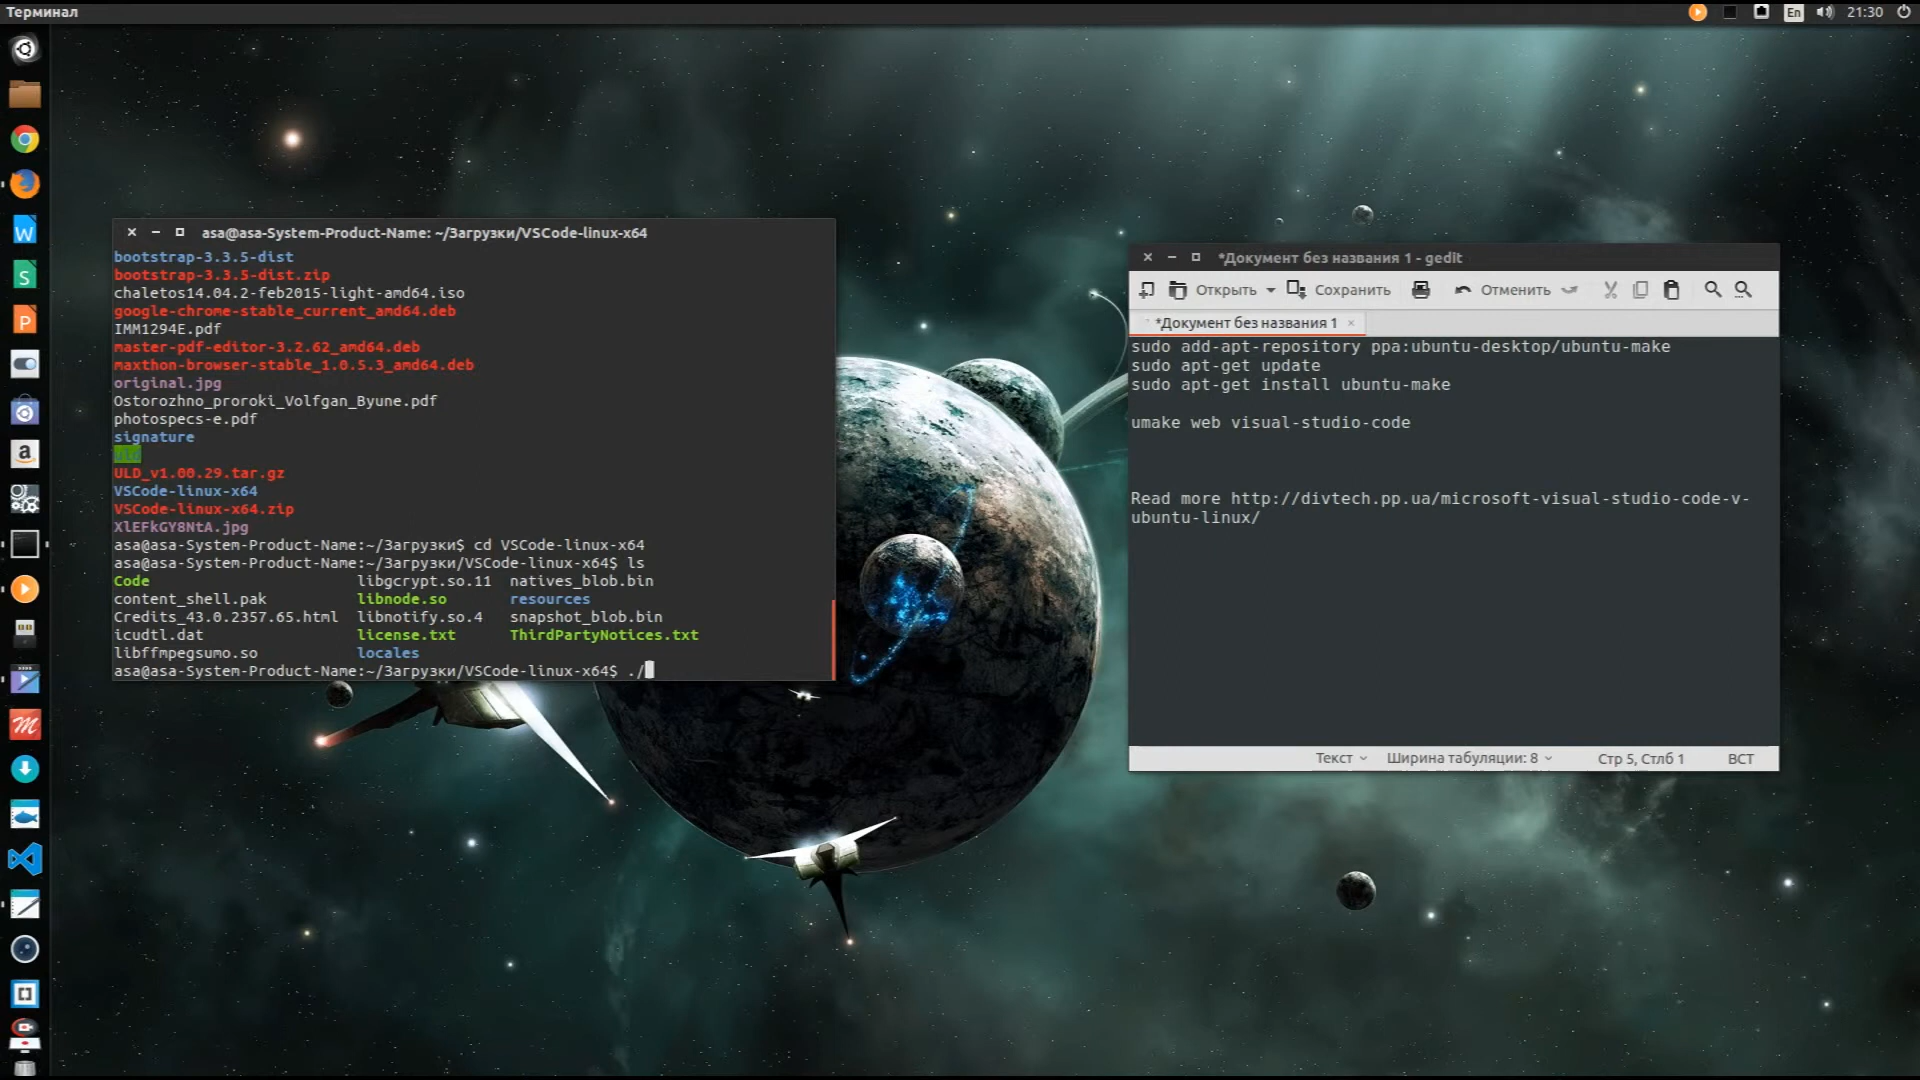 Терминал
En
21:30
asa@asa-System-Product-Name: ~/Загрузки/VSCode-linux-x64
bootstrap-3.3.5-dist
bootstrap-3.3.5-dist.zip
chaletos14.04.2-feb2015-light-amd64.iso
google-chrome-stable_current_amd64.deb
IMM1294E.pdf
master-pdf-editor-3.2.62_amd64.deb
maxthon-browser-stable_1.0.5.3_amd64.deb
original.jpg
Ostorozhno_proroki_Volfgan_Byune.pdf
photospecs-e.pdf
signature
uld
ULD_v1.00.29.tar.gz
VSCode-linux-x64
VSCode-linux-x64.zip
XlEFkGY8NtA.jpg
asa@asa-System-Product-Name:~/Загрузки$ cd VSCode-linux-x64
asa@asa-System-Product-Name:~/Загрузки/VSCode-linux-x64$ ls
Code libgcrypt.so.11 natives_blob.bin
content_shell.pak libnode.so resources
Credits_43.0.2357.65.html libnotify.so.4 snapshot_blob.bin
icudtl.dat license.txt ThirdPartyNotices.txt
libffmpegsumo.so locales
asa@asa-System-Product-Name:~/Загрузки/VSCode-linux-x64$ ./
*Документ без названия 1 - gedit
Открыть Сохранить Отменить
*Документ без названия 1 ×
sudo add-apt-repository ppa:ubuntu-desktop/ubuntu-make
sudo apt-get update
sudo apt-get install ubuntu-make
umake web visual-studio-code
Read more http://divtech.pp.ua/microsoft-visual-studio-code-v-
ubuntu-linux/
Текст Ширина табуляции: 8 Стр 5, Стлб 1 ВСТ
W
S
P
a